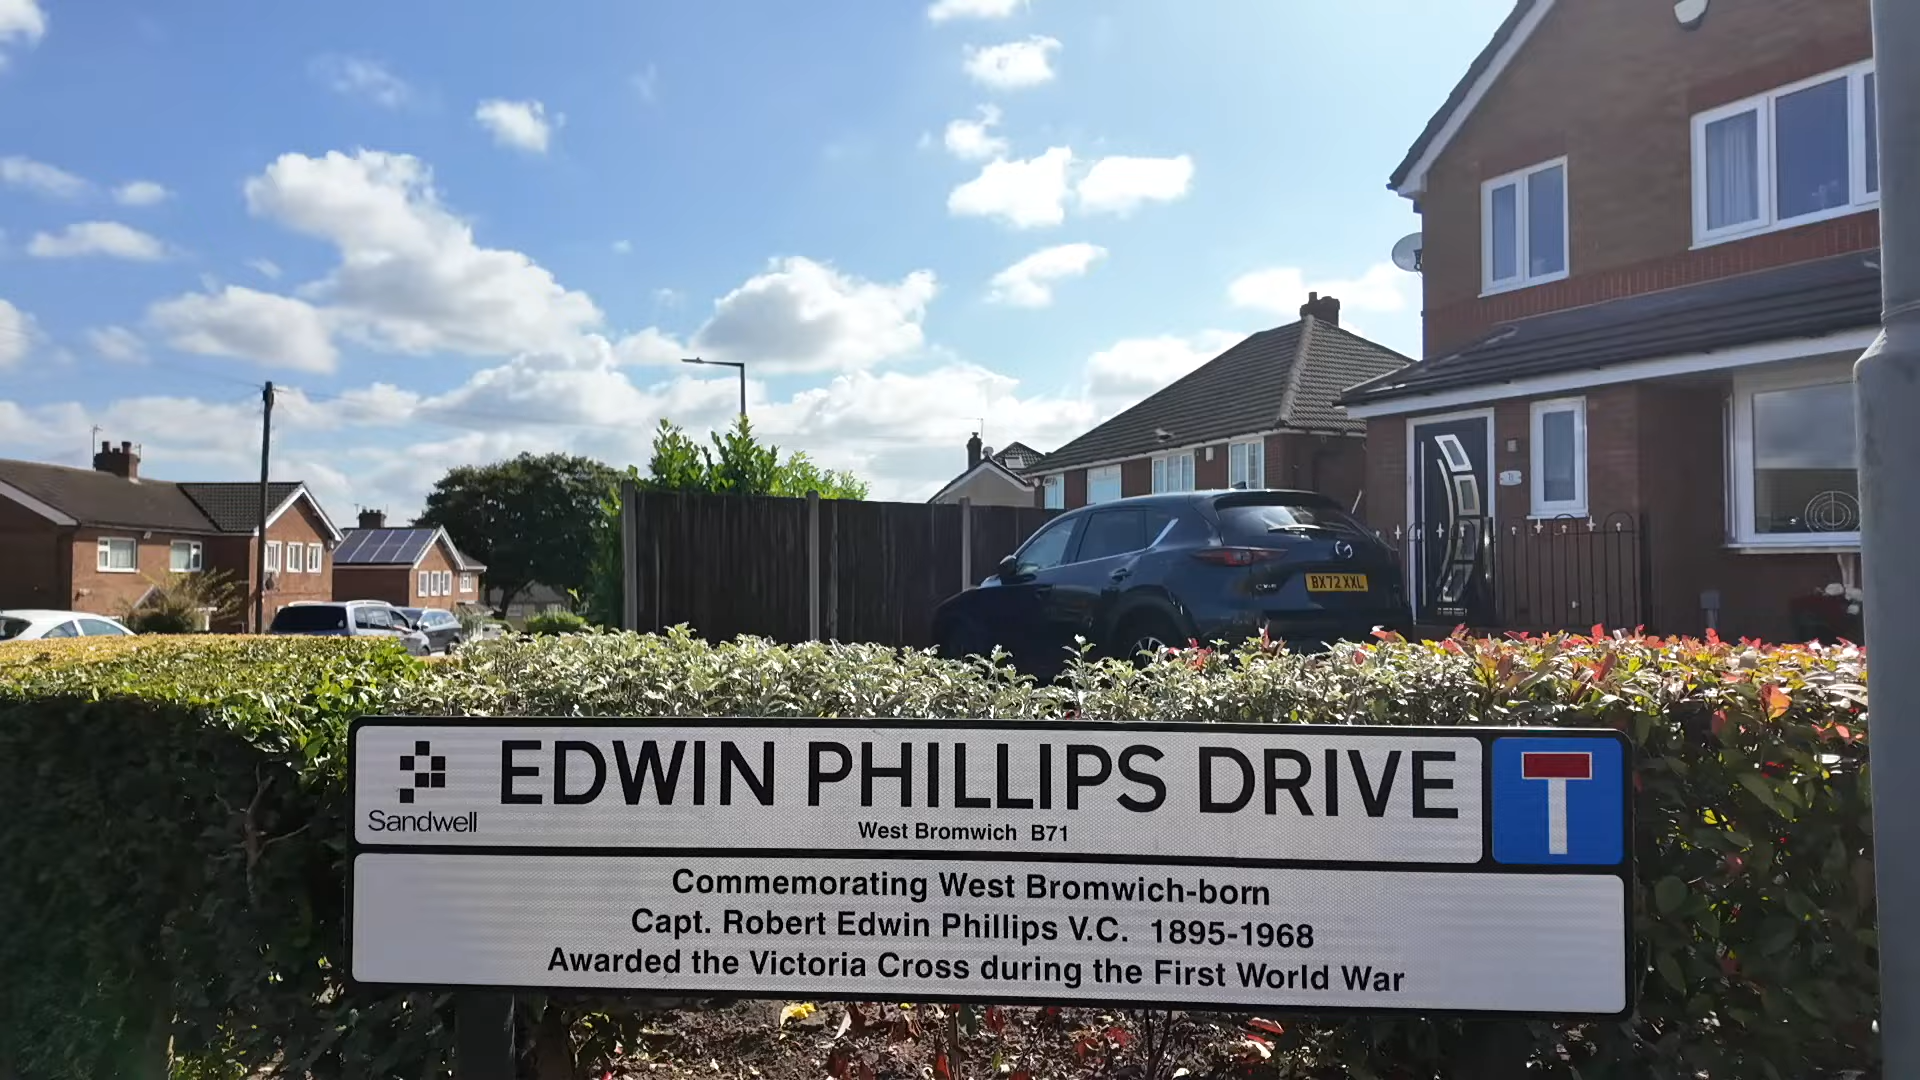 BX72 XXL
EDWIN PHILLIPS DRIVE
Sandwell
West Bromwich B71
Commemorating West Bromwich-born
Capt. Robert Edwin Phillips V.C. 1895-1968
Awarded the Victoria Cross during the First World War